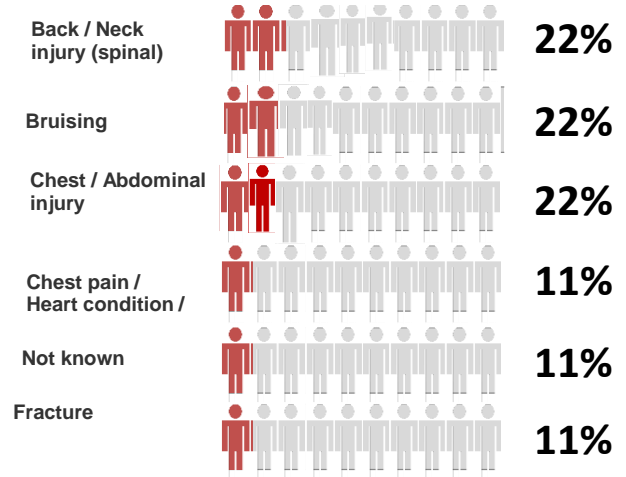 Back / Neck
injury (spinal)
22%
Bruising
22%
Chest / Abdominal
injury
22%
Chest pain /
Heart condition /
11%
Not known
11%
Fracture
11%